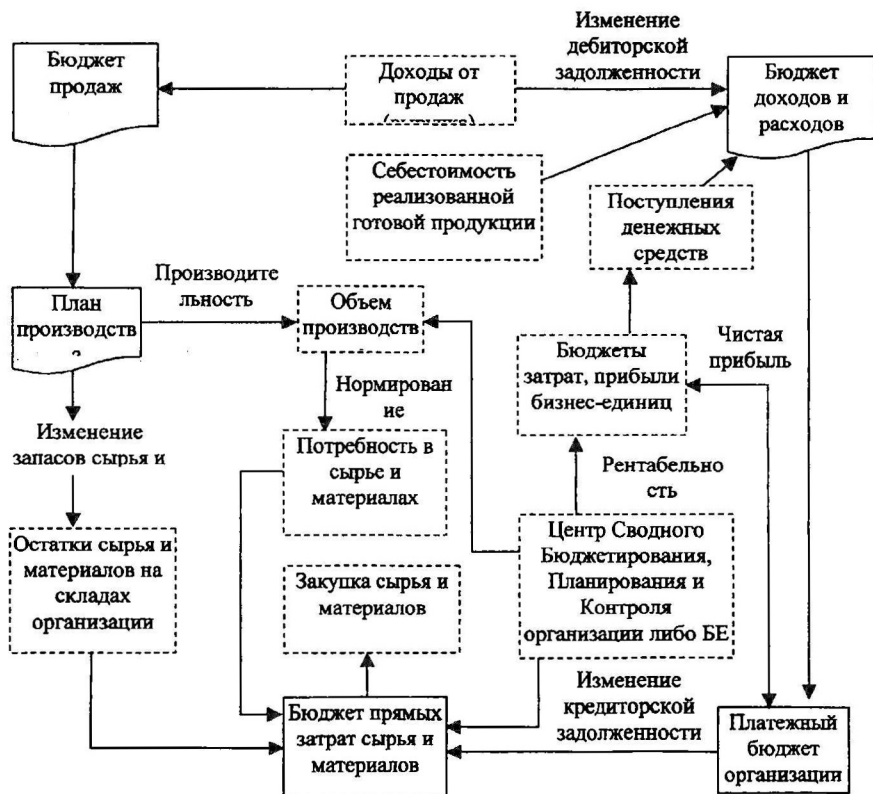 Бюджет
продаж
Доходы от
продаж
Изменение
дебиторской
задолженности
Бюджет
доходов и
расходов
Себестоимость
реализованной
готовой продукции
Поступления
денежных
средств
Производите
льность
План
производств
Объем
производств
Бюджеты
затрат, прибыли
бизнес-единиц
Чистая
прибыль
Нормирован
ие
Изменение
запасов сырья и
Потребность в
сырье и
материалах
Рентабельно
сть
Остатки сырья и
материалов на
складах
организации
Закупка сырья и
материалов
Центр Сводного
Бюджетирования,
Планирования и
Контроля
организации либо БЕ
Изменение
кредиторской
задолженности
Бюджет прямых
затрат сырья и
материалов
Платежный
бюджет
организации